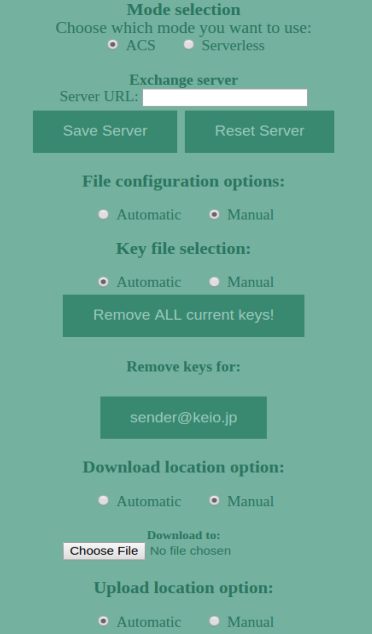 Mode selection
Choose which mode you want to use:
ACS Serverless
Exchange server
Server URL:
Save Server Reset Server
File configuration options:
Automatic Manual
Key file selection:
Automatic Manual
Remove ALL current keys!
Remove keys for:
sender@keio.jp
Download location option:
Automatic Manual
Download to:
Choose File No file chosen
Upload location option:
Automatic Manual